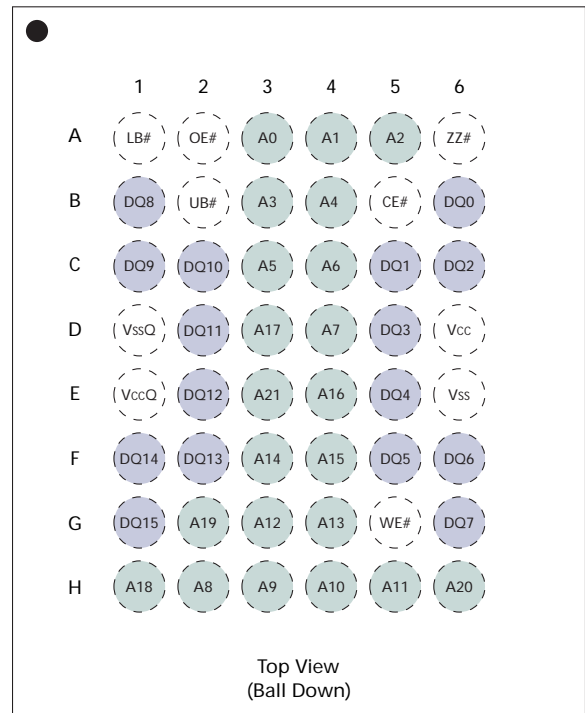 1 2 3 4 5 6
A LB# OE# A0 A1 A2 ZZ#
B DQ8 UB# A3 A4 CE# DQ0
C DQ9 DQ10 A5 A6 DQ1 DQ2
D VssQ DQ11 A17 A7 DQ3 Vcc
E VccQ DQ12 A21 A16 DQ4 Vss
F DQ14 DQ13 A14 A15 DQ5 DQ6
G DQ15 A19 A12 A13 WE# DQ7
H A18 A8 A9 A10 A11 A20
Top View
(Ball Down)